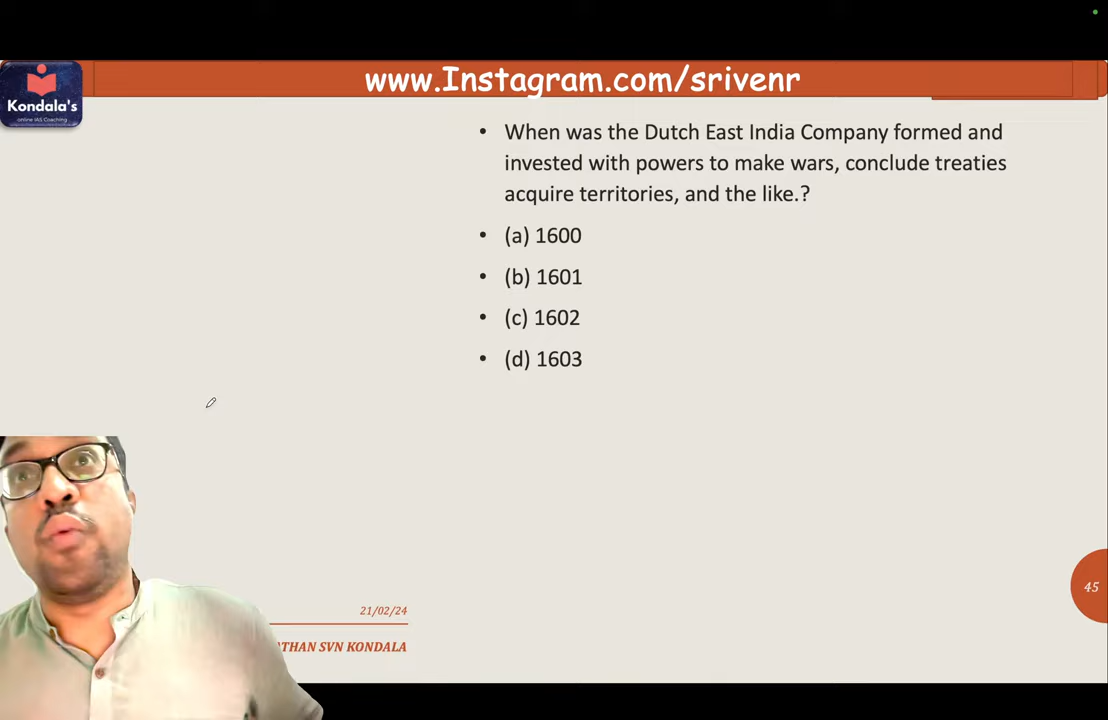 www.Instagram.com/srivenr
Kondala's
online IAS Coaching
• When was the Dutch East India Company formed and
invested with powers to make wars, conclude treaties
acquire territories, and the like.?
• (a) 1600
• (b) 1601
• (c) 1602
• (d) 1603
45
21/02/24
THAN SVN KONDALA